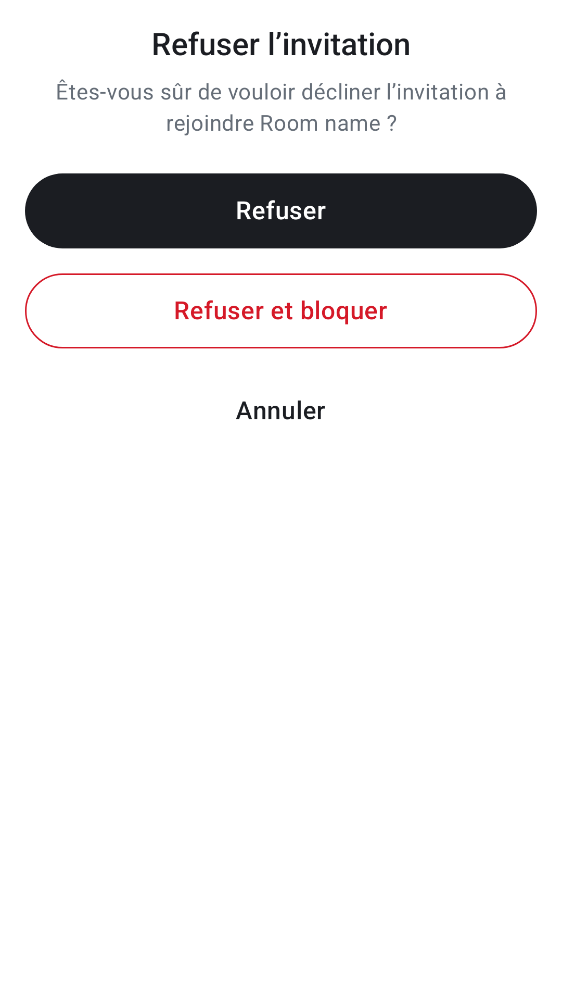 Refuser l’invitation
Êtes-vous sûr de vouloir décliner l’invitation à
rejoindre Room name ?
Refuser
Refuser et bloquer
Annuler